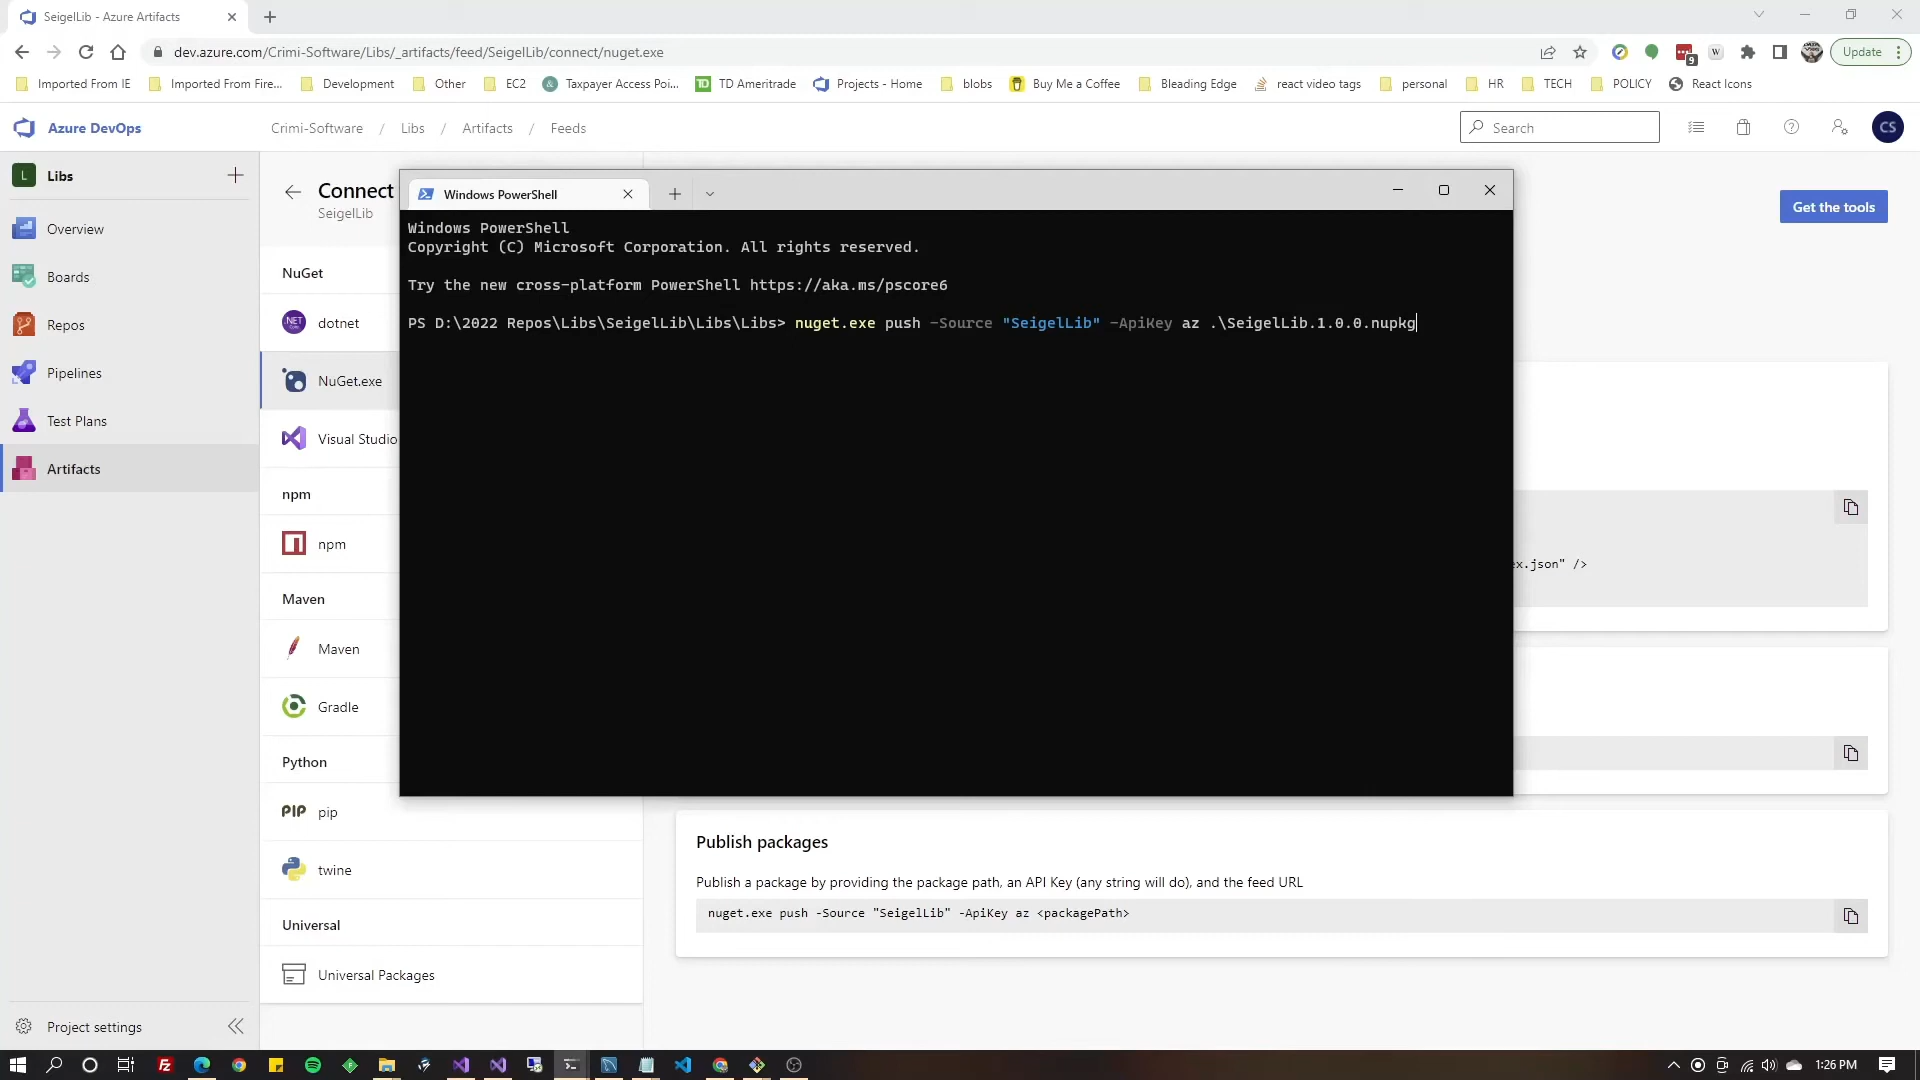 SeigelLib - Azure Artifacts
dev.azure.com/Crimi-Software/Libs/_artifacts/feed/SeigelLib/connect/nuget.exe
9
W
Update
Imported From IE
Imported From Fire...
Development
Other
EC2
Taxpayer Access Poi...
TD Ameritrade
Projects - Home
blobs
Buy Me a Coffee
Bleading Edge
react video tags
personal
HR
TECH
POLICY
React Icons
Azure DevOps
Crimi-Software / Libs / Artifacts / Feeds
Search
CS
L
Libs
Overview
Boards
Repos
Pipelines
Test Plans
Artifacts
Project settings
Connect
SeigelLib
Get the tools
NuGet
dotnet
NuGet.exe
Visual Studio
npm
npm
Maven
Maven
Gradle
Python
PIP pip
twine
Universal
Universal Packages
Windows PowerShell
Windows PowerShell
Copyright (C) Microsoft Corporation. All rights reserved.
Try the new cross-platform PowerShell https://aka.ms/pscore6
PS D:\2022 Repos\Libs\SeigelLib\Libs\Libs> nuget.exe push -Source "SeigelLib" -ApiKey az .\SeigelLib.1.0.0.nupkg
ex.json" />
Publish packages
Publish a package by providing the package path, an API Key (any string will do), and the feed URL
nuget.exe push -Source "SeigelLib" -ApiKey az <packagePath>
1:26 PM